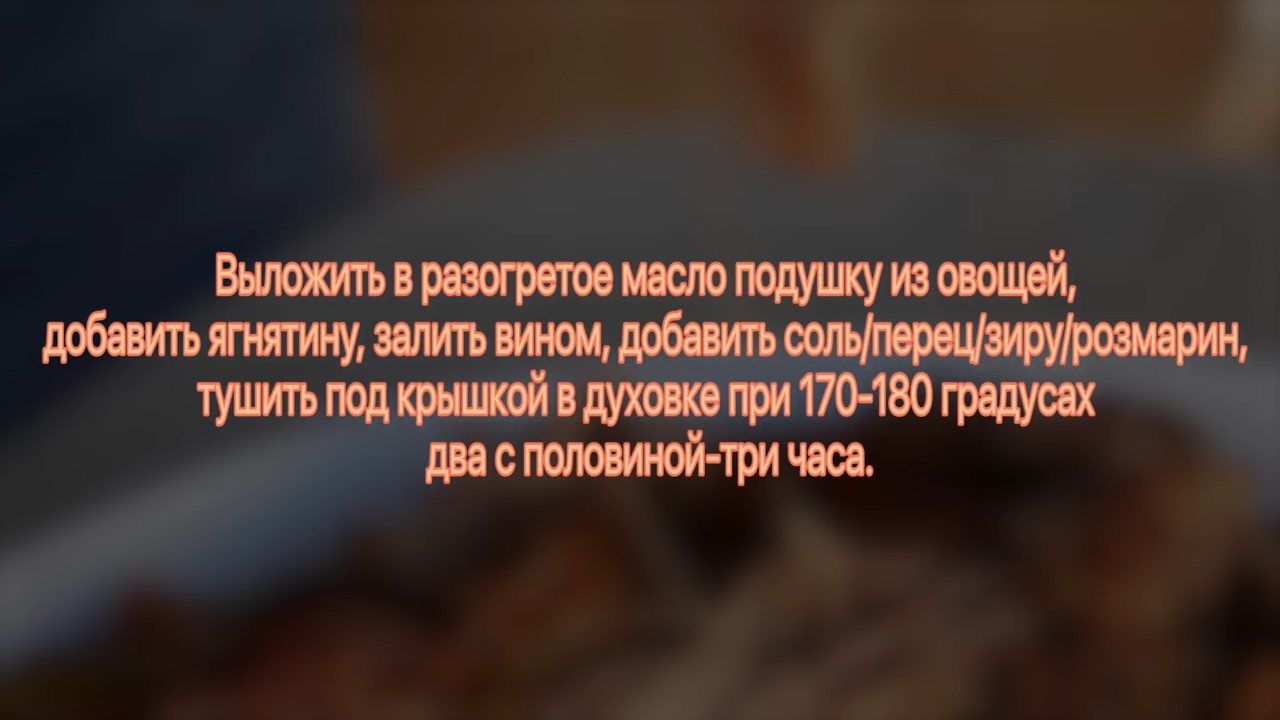 Выложить в разогретое масло подушку из овощей,
добавить ягнятину, залить вином, добавить соль/перец/зиру/розмарин,
тушить под крышкой в духовке при 170-180 градусах
два с половиной-три часа.